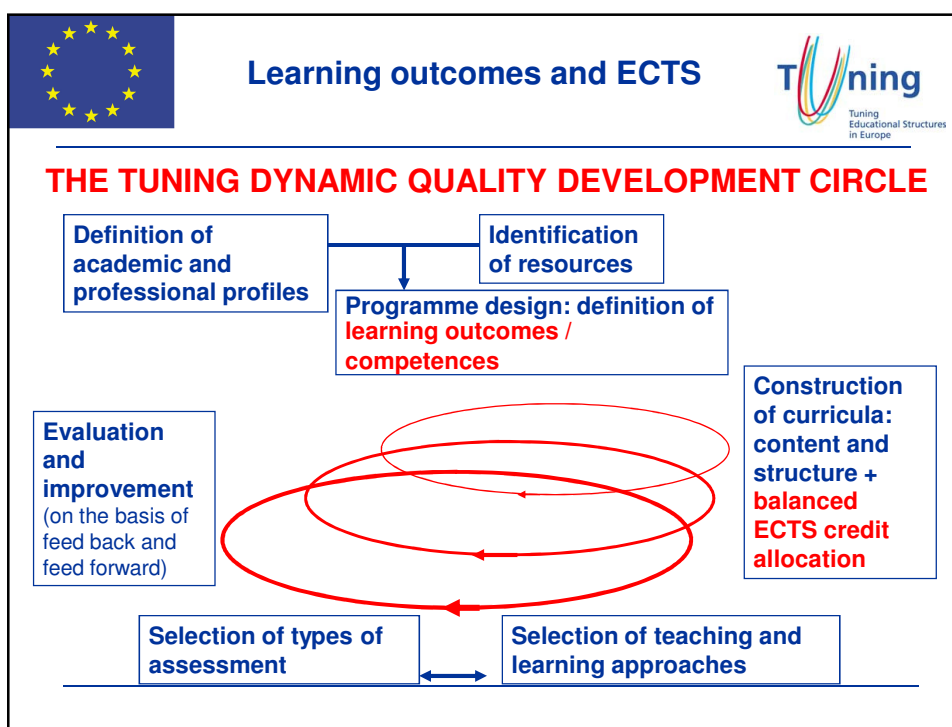 Learning outcomes and ECTS
Tuning
Tuning
Educational Structures
in Europe
THE TUNING DYNAMIC QUALITY DEVELOPMENT CIRCLE
Definition of
academic and
professional profiles
Identification
of resources
Programme design: definition of
learning outcomes /
competences
Construction
of curricula:
content and
structure +
balanced
ECTS credit
allocation
Evaluation
and
improvement
(on the basis of
feed back and
feed forward)
Selection of types of
assessment
Selection of teaching and
learning approaches